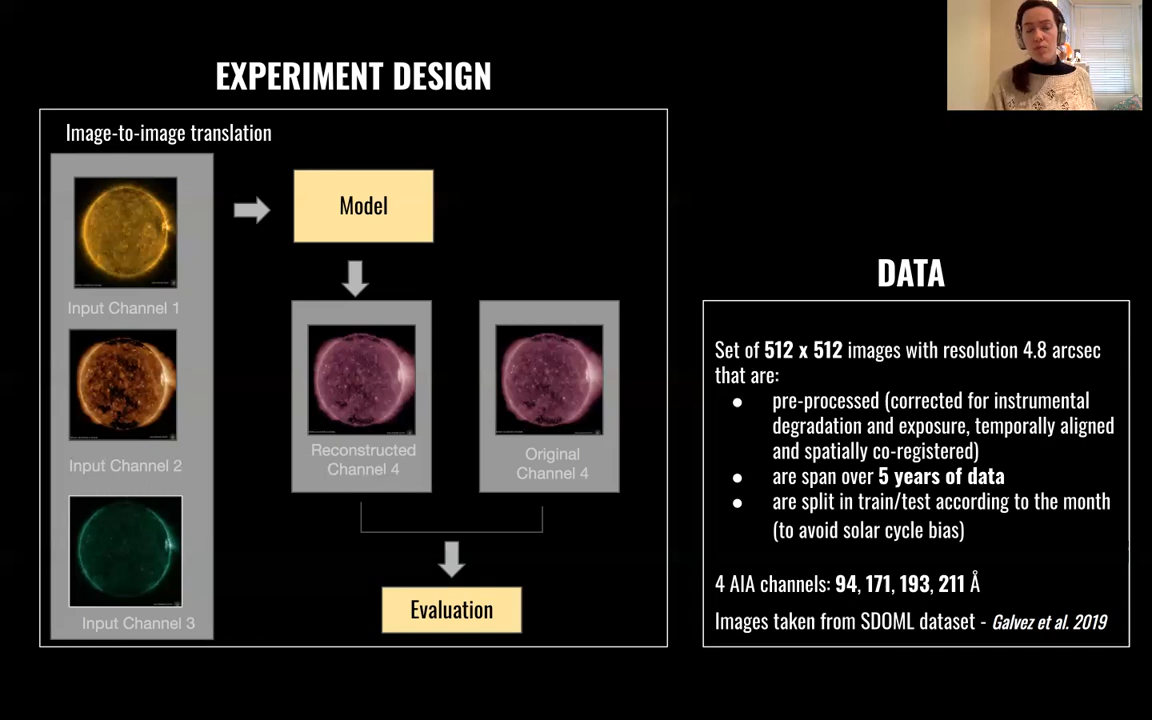 EXPERIMENT DESIGN
Image-to-image translation
Input Channel 1
Input Channel 2
Input Channel 3
Model
Reconstructed
Channel 4
Original
Channel 4
Evaluation
DATA
Set of 512 x 512 images with resolution 4.8 arcsec
that are:
● pre-processed (corrected for instrumental
degradation and exposure, temporally aligned
and spatially co-registered)
● are span over 5 years of data
● are split in train/test according to the month
(to avoid solar cycle bias)
4 AIA channels: 94, 171, 193, 211 Å
Images taken from SDOML dataset - Galvez et al. 2019